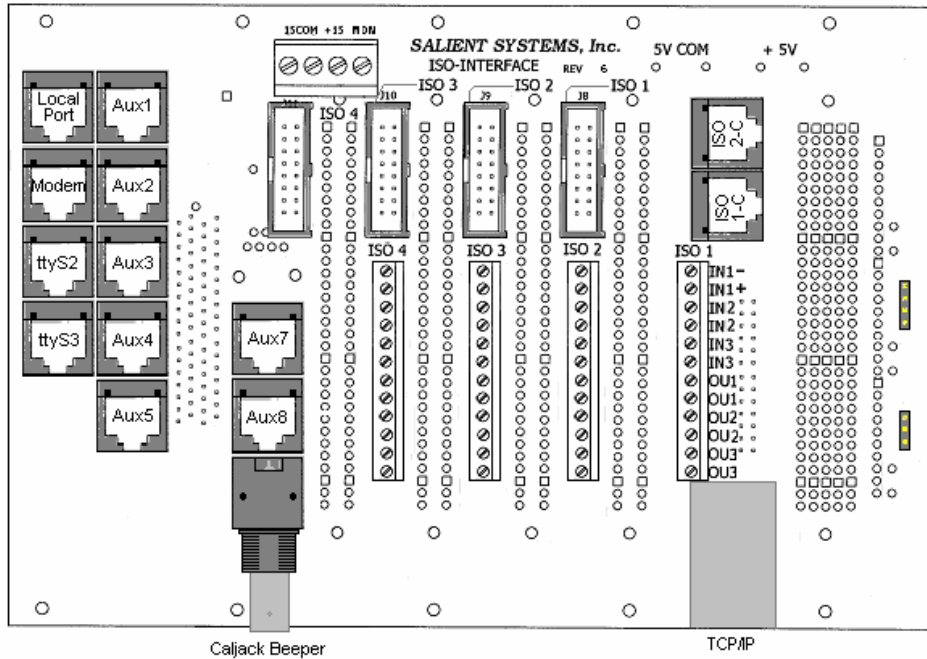 15COM +15 MDN
SALIENT SYSTEMS, Inc.
5V COM + 5V
ISO-INTERFACE REV 6
ISO 3 ISO 2 ISO 1
J11 J10 J9 J8
ISO 4
Local Port
Aux1
Modem
Aux2
ttyS2
Aux3
ttyS3
Aux4
Aux5
Aux7
Aux8
ISO 2-C
ISO 1-C
ISO 4 ISO 3 ISO 2 ISO 1
IN1-
IN1+
IN2
IN2
IN3
IN3
OU1
OU1
OU2
OU2
OU3
OU3
Caljack Beeper
TCP/IP